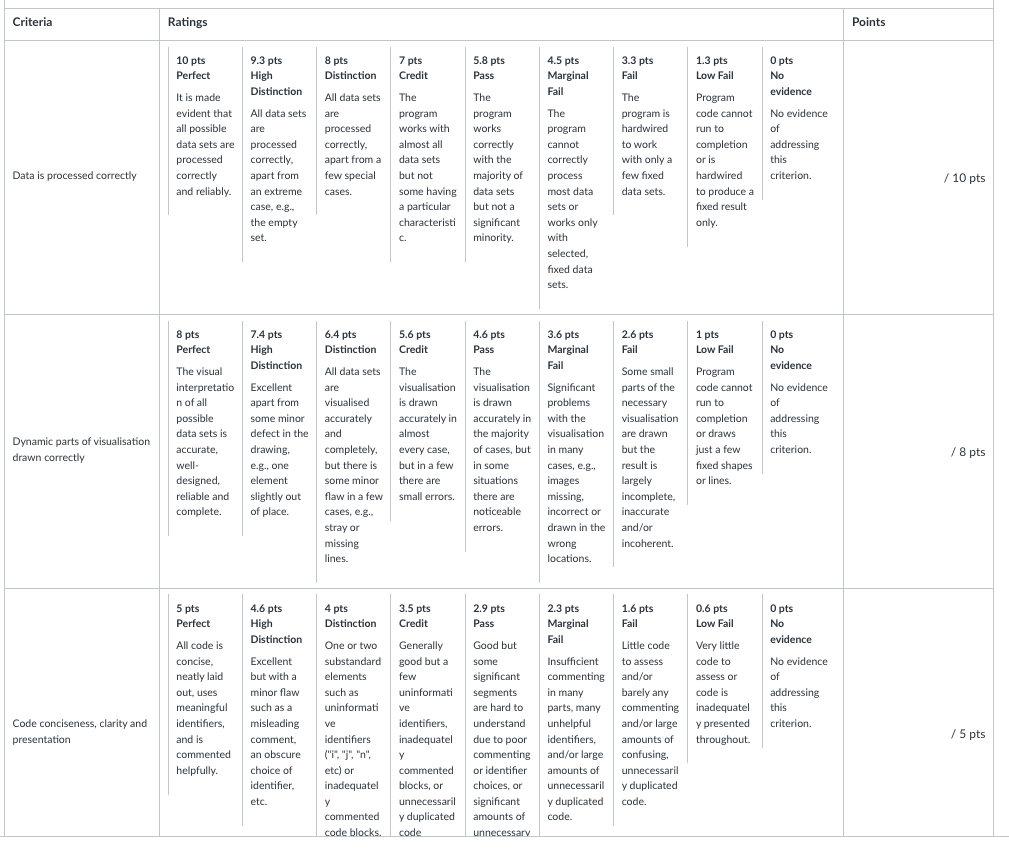 Criteria
Ratings
Points
Data is processed correctly
10 pts
Perfect
It is made
evident that
all possible
data sets are
processed
correctly
and reliably.
9.3 pts
High
Distinction
All data sets
are
processed
correctly,
apart from
an extreme
case, e.g.,
the empty
set.
8 pts
Distinction
All data sets
are
processed
correctly,
apart from a
few special
cases.
7 pts
Credit
The
program
works with
almost all
data sets
but not
some having
a particular
characteristi
c.
5.8 pts
Pass
The
program
works
correctly
with the
majority of
data sets
but not a
significant
minority.
4.5 pts
Marginal
Fail
The
program
cannot
correctly
process
most data
sets or
works only
with
selected,
fixed data
sets.
3.3 pts
Fail
The
program is
hardwired
to work
with only a
few fixed
data sets.
1.3 pts
Low Fail
Program
code cannot
run to
completion
or is
hardwired
to produce a
fixed result
only.
0 pts
No
evidence
No evidence
of
addressing
this
criterion.
/ 10 pts
Dynamic parts of visualisation
drawn correctly
8 pts
Perfect
The visual
interpretatio
n of all
possible
data sets is
accurate,
well-
designed,
reliable and
complete.
7.4 pts
High
Distinction
Excellent
apart from
some minor
defect in the
drawing,
e.g., one
element
slightly out
of place.
6.4 pts
Distinction
All data sets
are
visualised
accurately
and
completely,
but there is
some minor
flaw in a few
cases, e.g.,
stray or
missing
lines.
5.6 pts
Credit
The
visualisation
is drawn
accurately in
almost
every case,
but in a few
there are
small errors.
4.6 pts
Pass
The
visualisation
is drawn
accurately in
the majority
of cases, but
in some
situations
there are
noticeable
errors.
3.6 pts
Marginal
Fail
Significant
problems
with the
visualisation
in many
cases, e.g.,
images
missing,
incorrect or
drawn in the
wrong
locations.
2.6 pts
Fail
Some small
parts of the
necessary
visualisation
are drawn
but the
result is
largely
incomplete,
inaccurate
and/or
incoherent.
1 pts
Low Fail
Program
code cannot
run to
completion
or draws
just a few
fixed shapes
or lines.
0 pts
No
evidence
No evidence
of
addressing
this
criterion.
/ 8 pts
Code conciseness, clarity and
presentation
5 pts
Perfect
All code is
concise,
neatly laid
out, uses
meaningful
identifiers,
and is
commented
helpfully.
4.6 pts
High
Distinction
Excellent
but with a
minor flaw
such as a
misleading
comment,
an obscure
choice of
identifier,
etc.
4 pts
Distinction
One or two
substandard
elements
such as
uninformati
ve
identifiers
("i", "j", "n",
etc) or
inadequatel
y
commented
code blocks.
3.5 pts
Credit
Generally
good but a
few
uninformati
ve
identifiers,
inadequatel
y
commented
blocks, or
unnecessaril
y duplicated
code
2.9 pts
Pass
Good but
some
significant
segments
are hard to
understand
due to poor
commenting
or identifier
choices, or
significant
amounts of
unnecessary
2.3 pts
Marginal
Fail
Insufficient
commenting
in many
parts, many
unhelpful
identifiers,
and/or large
amounts of
unnecessaril
y duplicated
code.
1.6 pts
Fail
Little code
to assess
and/or
barely any
commenting
and/or large
amounts of
confusing,
unnecessaril
y duplicated
code.
0.6 pts
Low Fail
Very little
code to
assess or
code is
inadequatel
y presented
throughout.
0 pts
No
evidence
No evidence
of
addressing
this
criterion.
/ 5 pts